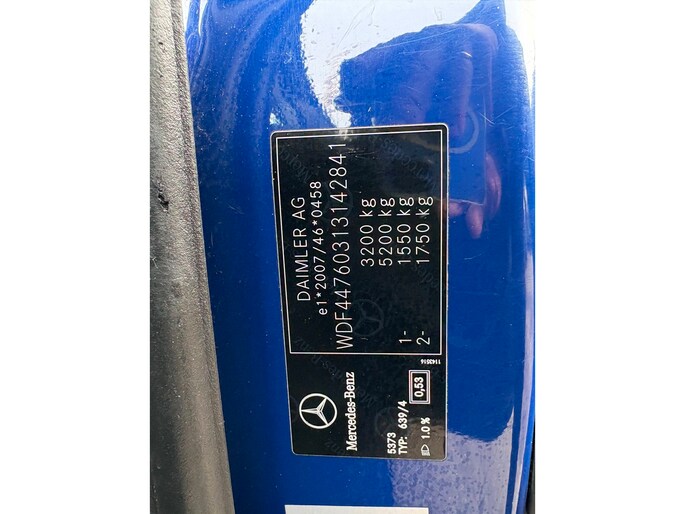 DAIMLER AG
e1*2007/46*0458
WDF44760313142841
3200 kg
5200 kg
1- 1550 kg
2- 1750 kg
1143516
Mercedes-Benz
5373
TYP: 639/4
0,53
1.0 %